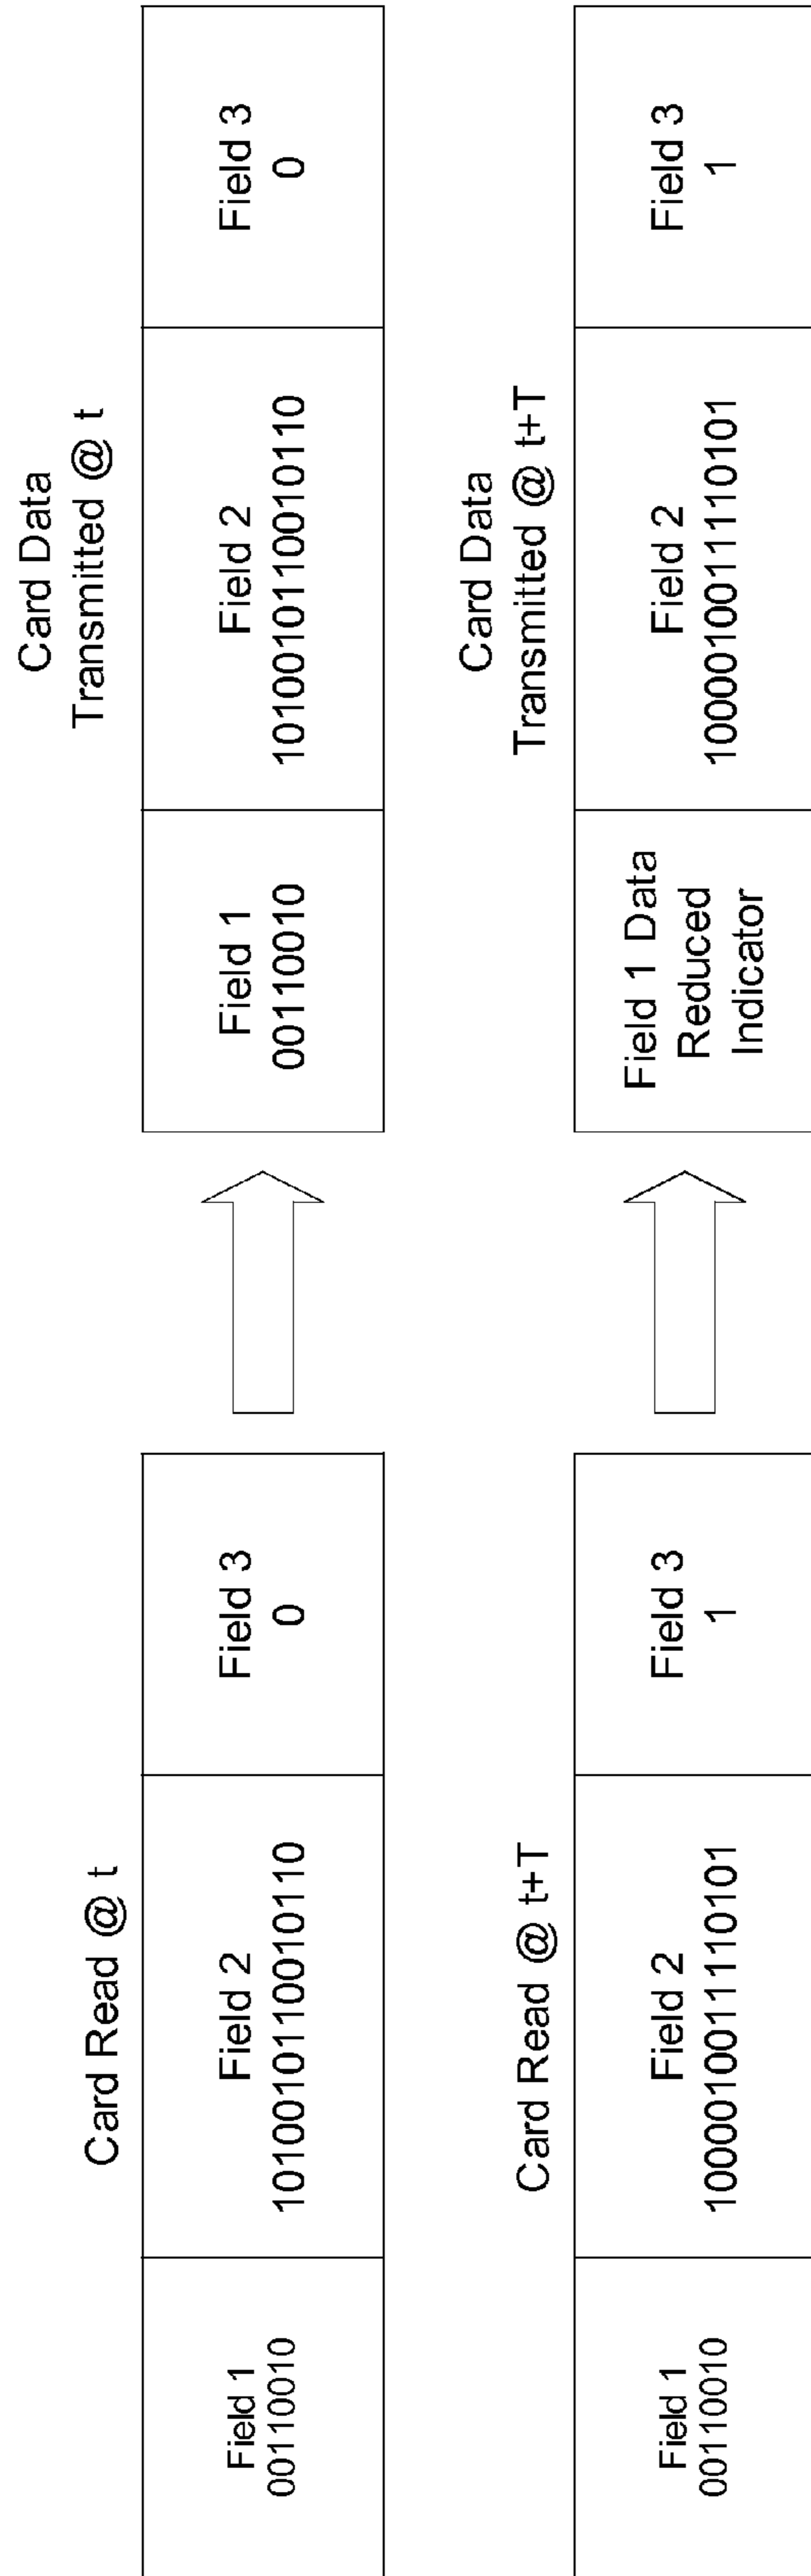 Card Read @ t
Field 1
00110010
Field 2
1010010110010110
Field 3
0
Card Data
Transmitted @ t
Field 1
00110010
Field 2
1010010110010110
Field 3
0
Card Read @ t+T
Field 1
00110010
Field 2
1000010011110101
Field 3
1
Card Data
Transmitted @ t+T
Field 1 Data
Reduced
Indicator
Field 2
1000010011110101
Field 3
1